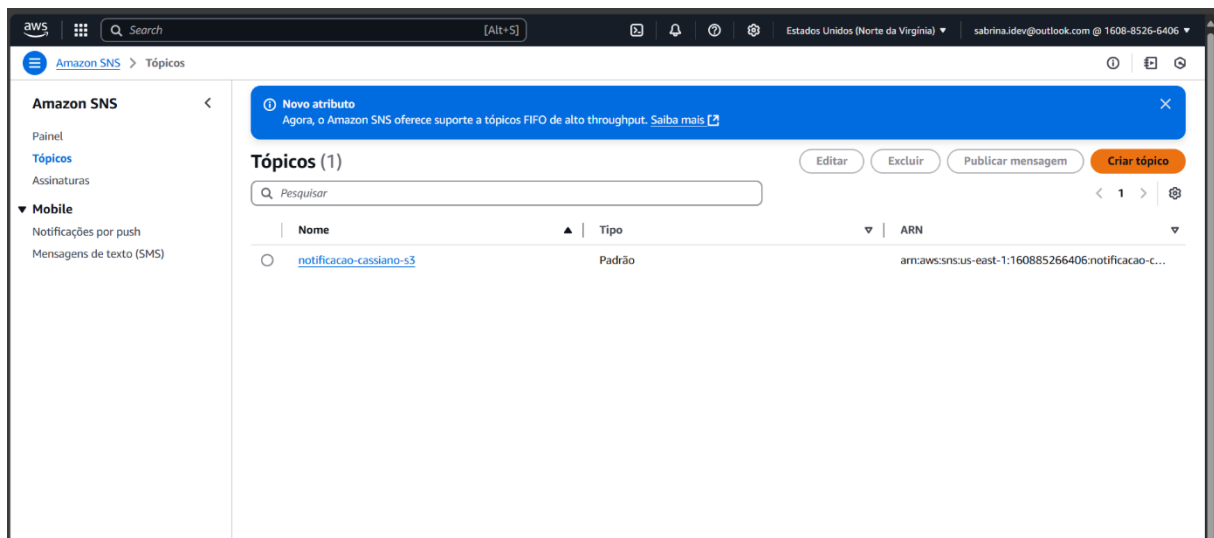 aws
Search [Alt+S] Estados Unidos (Norte da Virgínia) ▼ sabrina.idev@outlook.com @ 1608-8526-6406 ▼
Amazon SNS > Tópicos
Amazon SNS
Painel
Tópicos
Assinaturas
▼ Mobile
Notificações por push
Mensagens de texto (SMS)
Novo atributo
Agora, o Amazon SNS oferece suporte a tópicos FIFO de alto throughput. Saiba mais
Tópicos (1)
Editar Excluir Publicar mensagem Criar tópico
Pesquisar
< 1 >
Nome Tipo ARN
notificacao-cassiano-s3 Padrão arn:aws:sns:us-east-1:160885266406:notificacao-c...